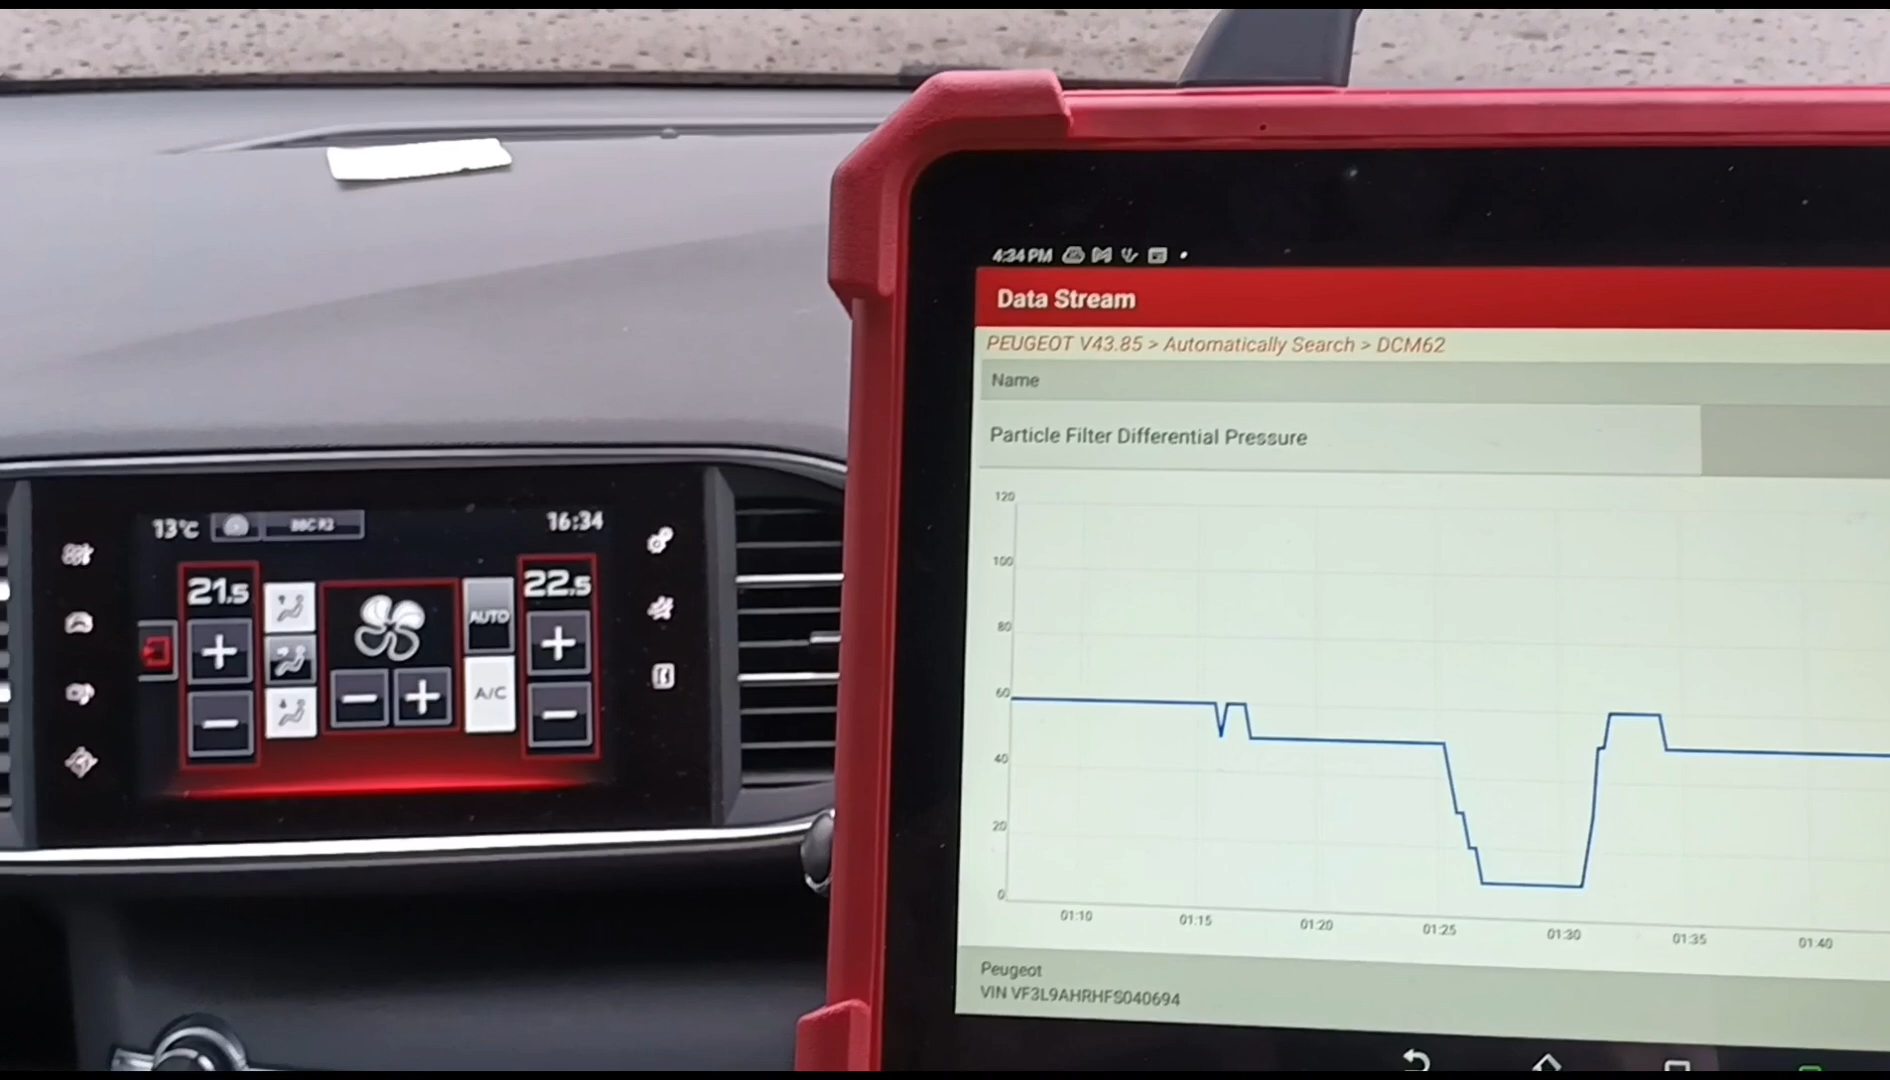 4:34 PM
Data Stream
PEUGEOT V43.85 > Automatically Search > DCM62
Name
Particle Filter Differential Pressure
120
100
80
60
40
20
0
01:10 01:15 01:20 01:25 01:30 01:35 01:40
Peugeot
VIN VF3L9AHRHFS040694
13°C BBC R2 16:34
21.5 22.5
AUTO
A/C